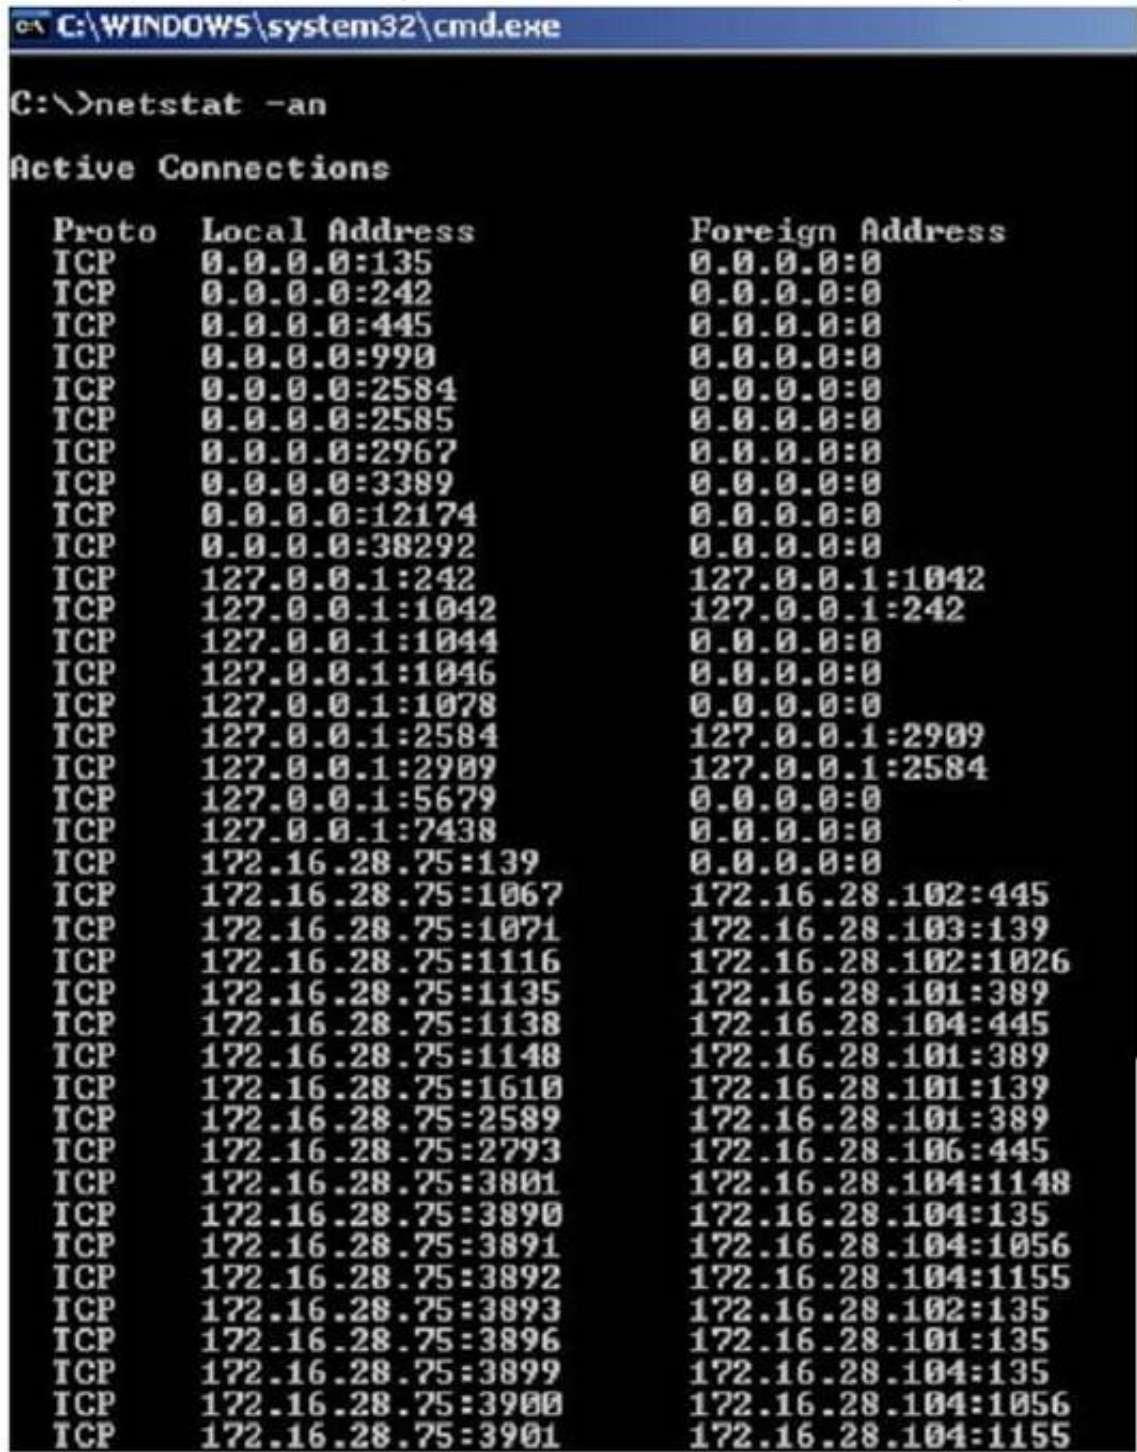 C:\WINDOWS\system32\cmd.exe
C:\>netstat -an
Active Connections
Proto Local Address Foreign Address
TCP 0.0.0.0:135 0.0.0.0:0
TCP 0.0.0.0:242 0.0.0.0:0
TCP 0.0.0.0:445 0.0.0.0:0
TCP 0.0.0.0:990 0.0.0.0:0
TCP 0.0.0.0:2584 0.0.0.0:0
TCP 0.0.0.0:2585 0.0.0.0:0
TCP 0.0.0.0:2967 0.0.0.0:0
TCP 0.0.0.0:3389 0.0.0.0:0
TCP 0.0.0.0:12174 0.0.0.0:0
TCP 0.0.0.0:38292 0.0.0.0:0
TCP 127.0.0.1:242 127.0.0.1:1042
TCP 127.0.0.1:1042 127.0.0.1:242
TCP 127.0.0.1:1044 0.0.0.0:0
TCP 127.0.0.1:1046 0.0.0.0:0
TCP 127.0.0.1:1078 0.0.0.0:0
TCP 127.0.0.1:2584 127.0.0.1:2909
TCP 127.0.0.1:2909 127.0.0.1:2584
TCP 127.0.0.1:5679 0.0.0.0:0
TCP 127.0.0.1:7438 0.0.0.0:0
TCP 172.16.28.75:139 0.0.0.0:0
TCP 172.16.28.75:1067 172.16.28.102:445
TCP 172.16.28.75:1071 172.16.28.103:139
TCP 172.16.28.75:1116 172.16.28.102:1026
TCP 172.16.28.75:1135 172.16.28.101:389
TCP 172.16.28.75:1138 172.16.28.104:445
TCP 172.16.28.75:1148 172.16.28.101:389
TCP 172.16.28.75:1610 172.16.28.101:139
TCP 172.16.28.75:2589 172.16.28.101:389
TCP 172.16.28.75:2793 172.16.28.106:445
TCP 172.16.28.75:3801 172.16.28.104:1148
TCP 172.16.28.75:3890 172.16.28.104:135
TCP 172.16.28.75:3891 172.16.28.104:1056
TCP 172.16.28.75:3892 172.16.28.104:1155
TCP 172.16.28.75:3893 172.16.28.102:135
TCP 172.16.28.75:3896 172.16.28.101:135
TCP 172.16.28.75:3899 172.16.28.104:135
TCP 172.16.28.75:3900 172.16.28.104:1056
TCP 172.16.28.75:3901 172.16.28.104:1155